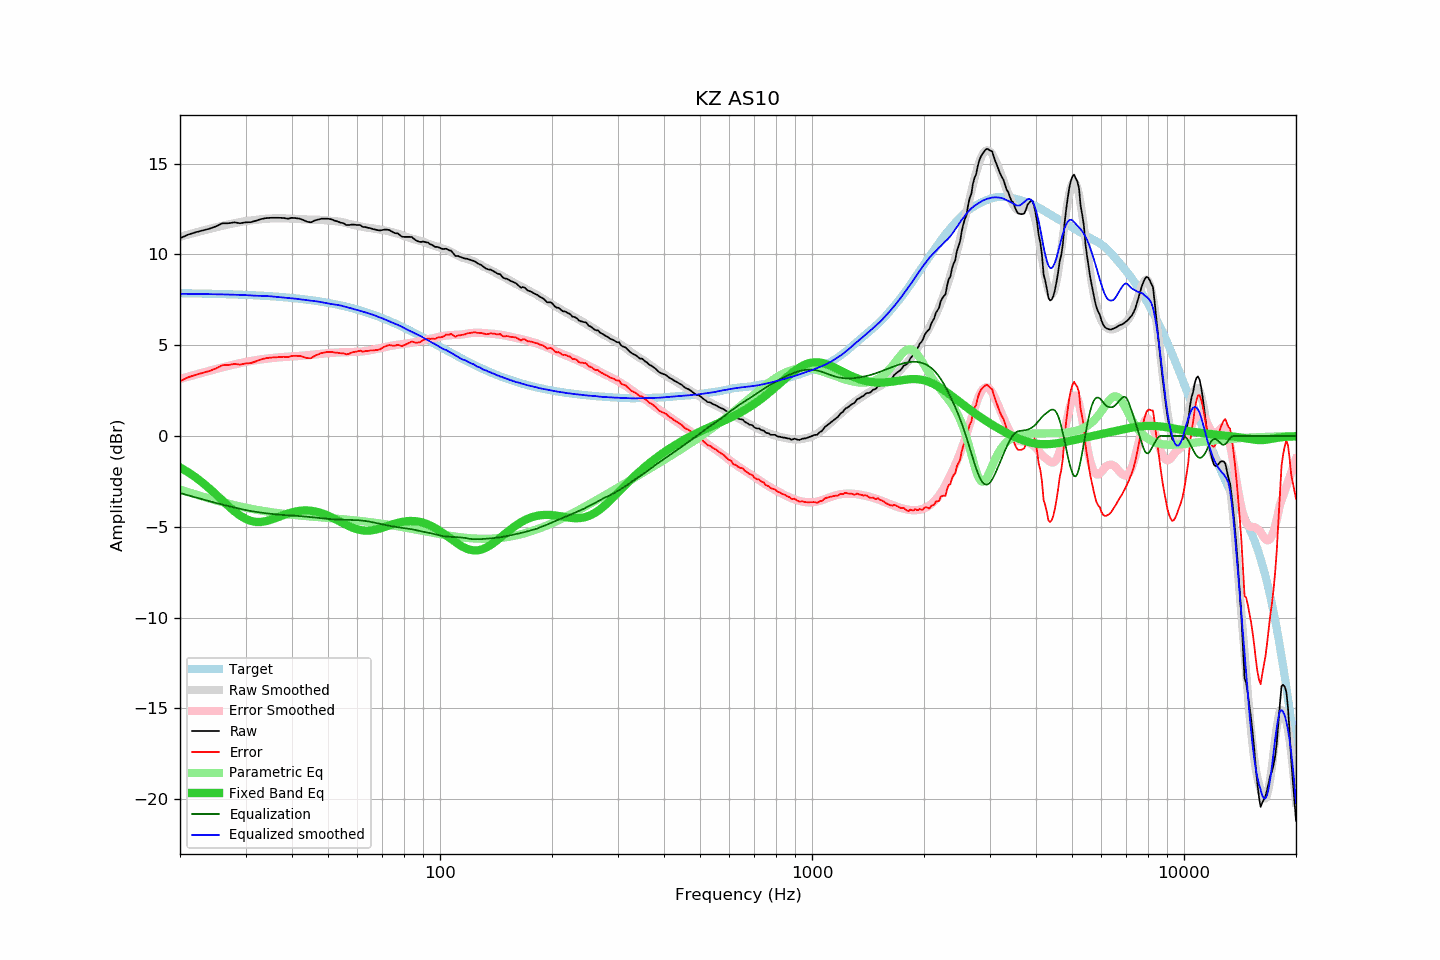 KZ AS10
15
10
5
0
−5
−10
−15
−20
Amplitude (dBr)
Target
Raw Smoothed
Error Smoothed
Raw
Error
Parametric Eq
Fixed Band Eq
Equalization
Equalized smoothed
100
1000
10000
Frequency (Hz)